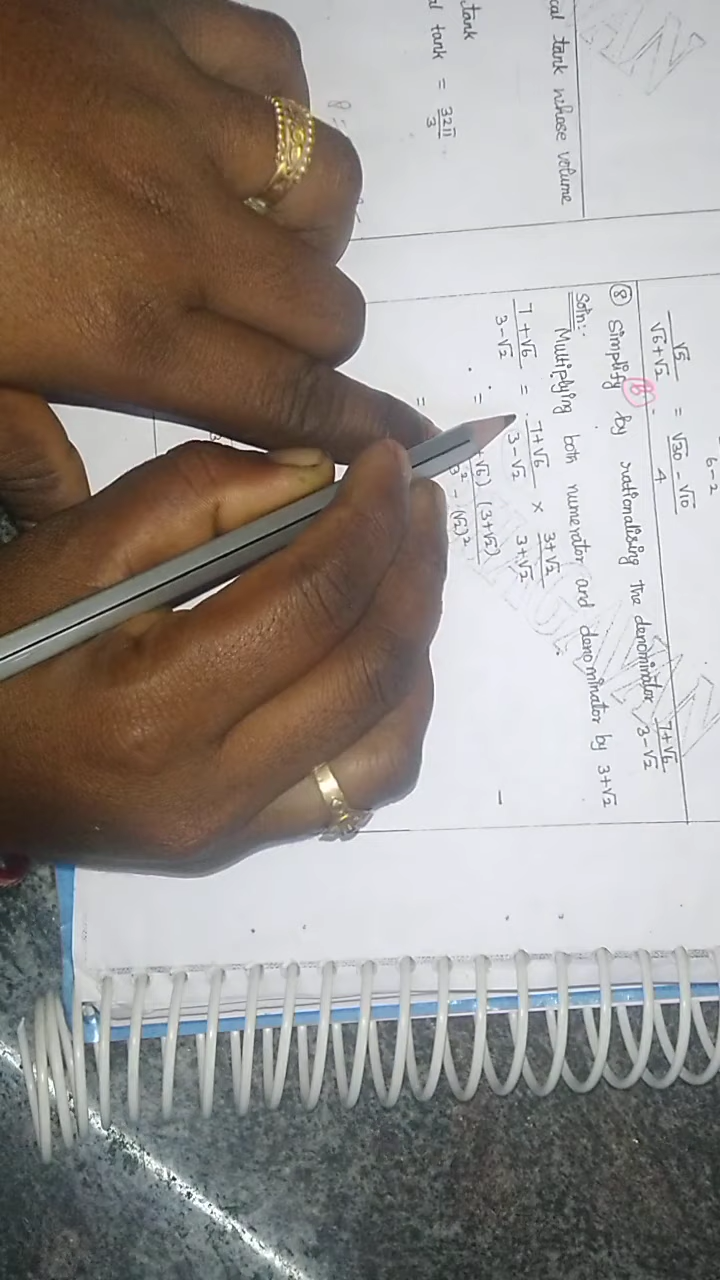 cal tank whose volume
tank
al tank = 32π/3
6-2
√5/(√6+√2) = (√30-√10)/4
⑧ Simplify by rationalising the denominator (7+√6)/(3-√2)
Soln:- Multiplying both numerator and denominator by 3+√2
(7+√6)/(3-√2) = (7+√6)/(3-√2) × (3+√2)/(3+√2)
= +√6) (3+√2)/3² - (√2)²
=